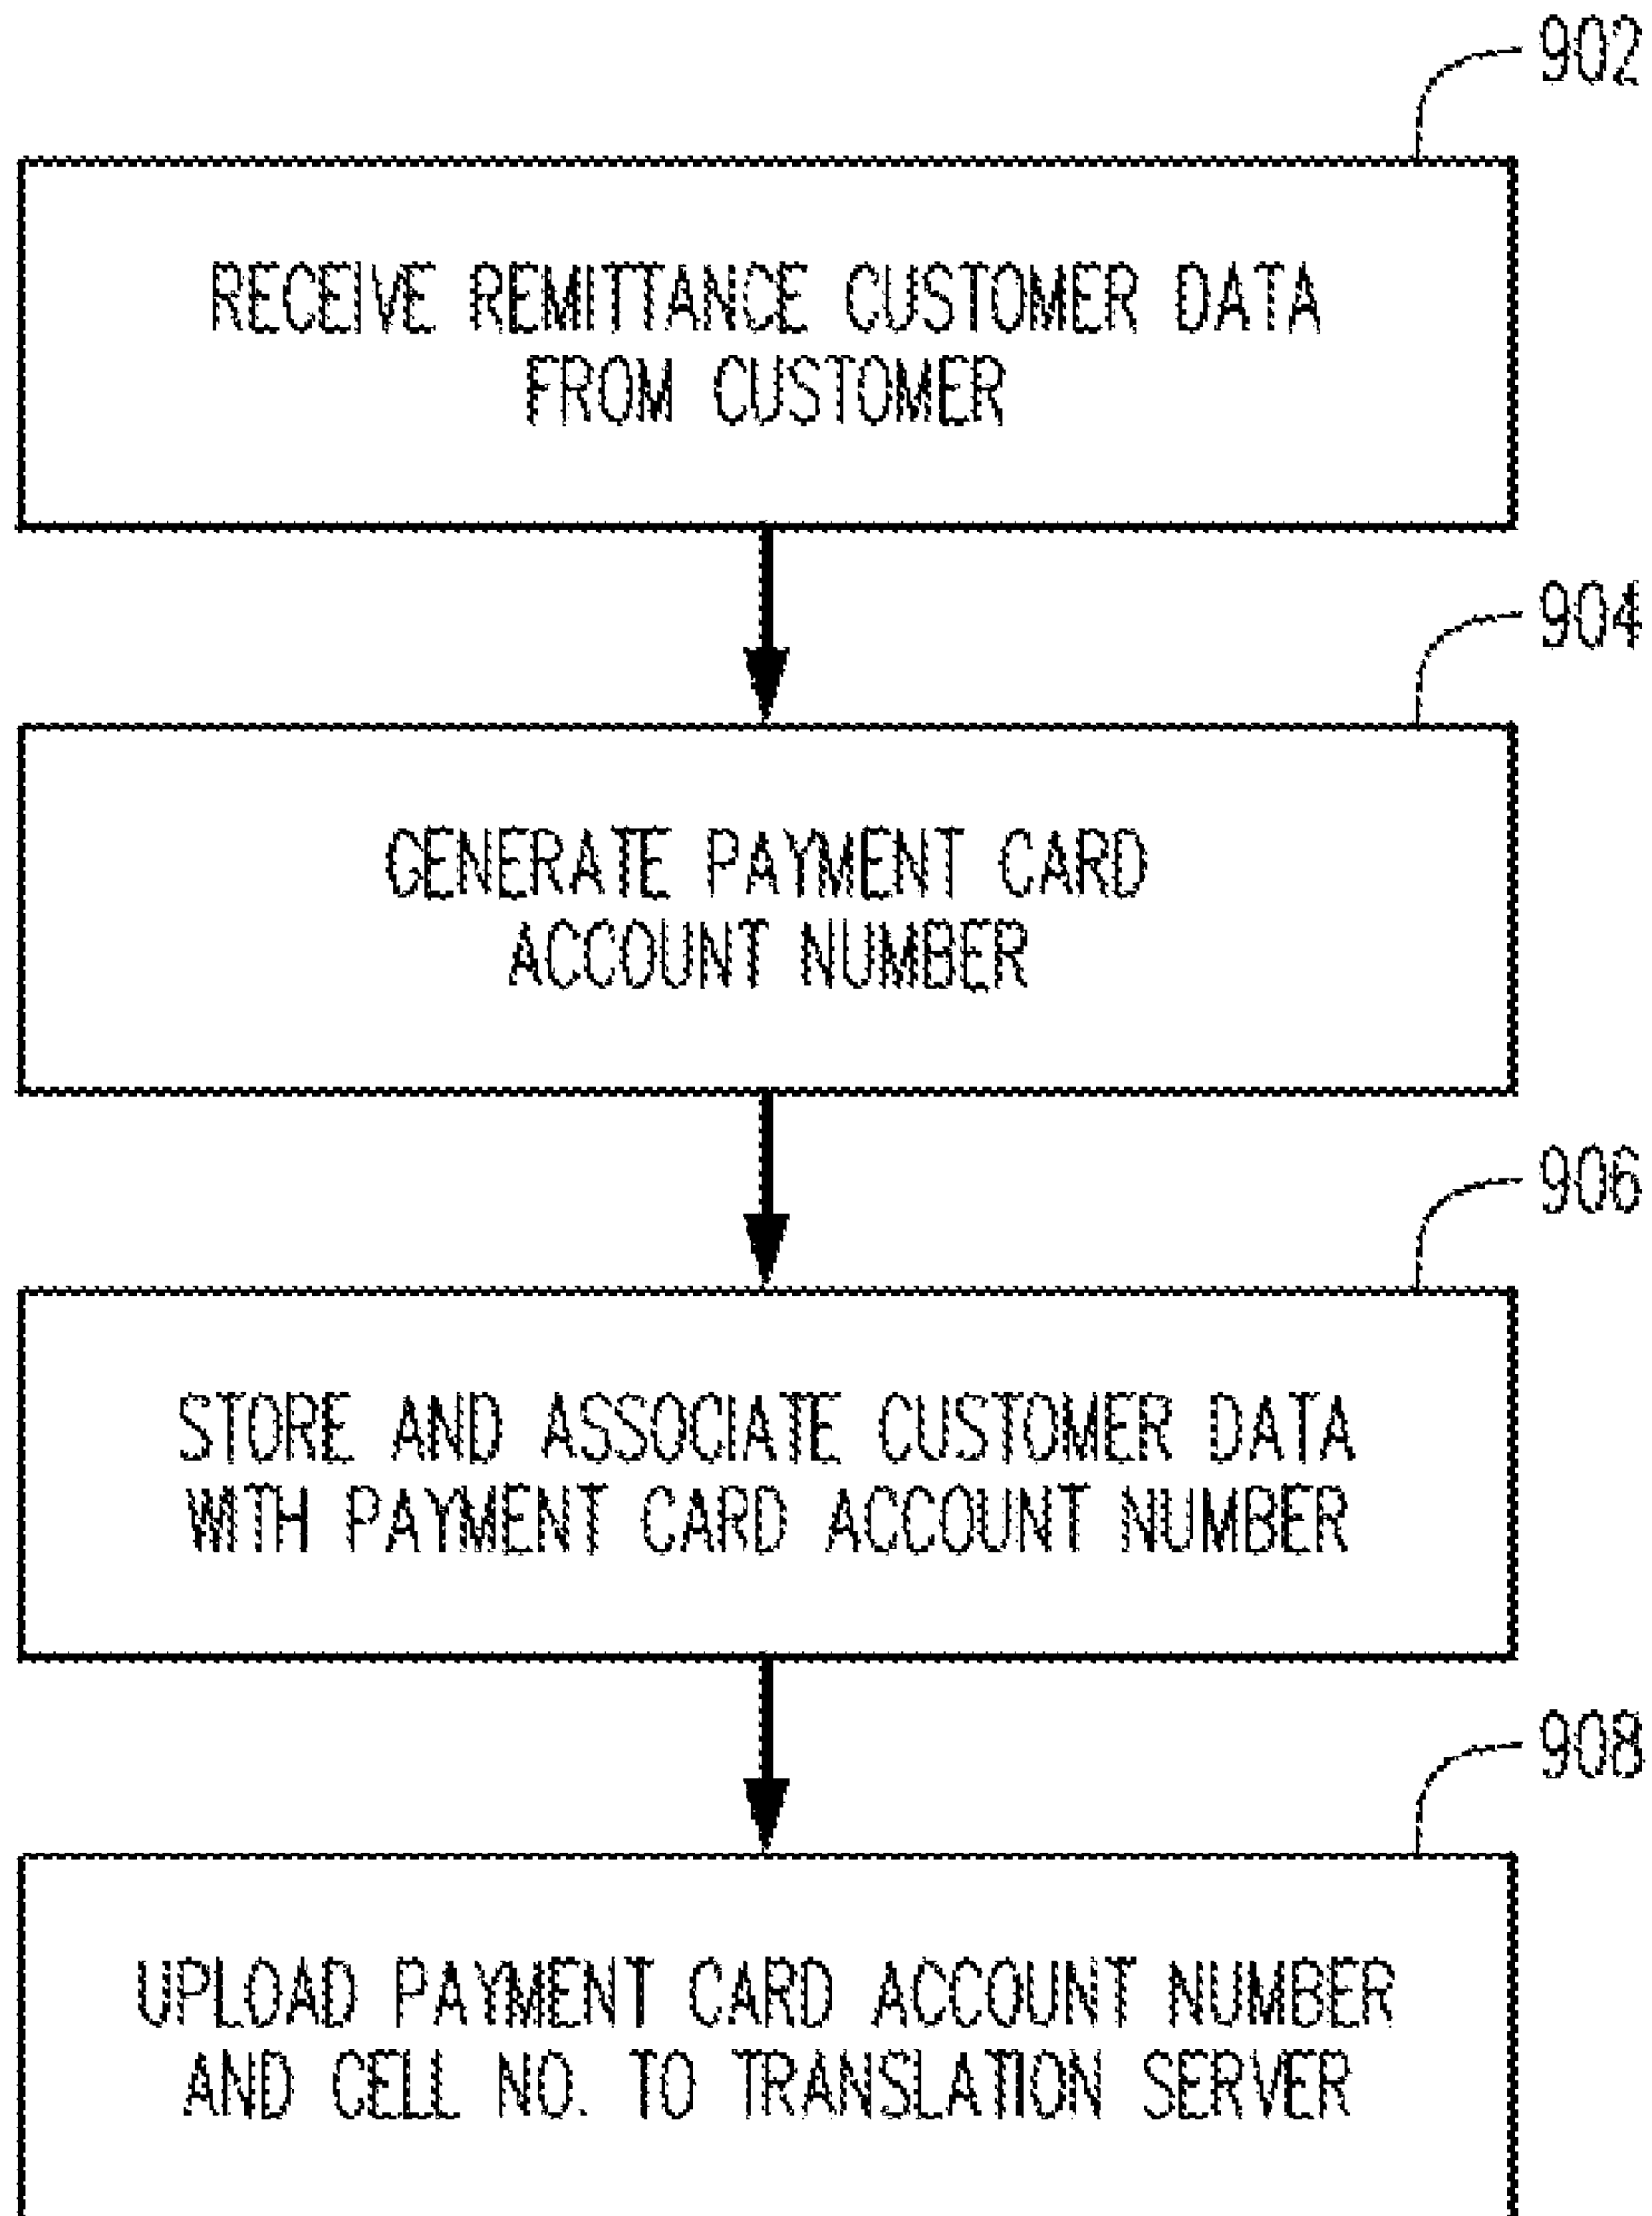 902
RECEIVE REMITTANCE CUSTOMER DATA
FROM CUSTOMER
904
GENERATE PAYMENT CARD
ACCOUNT NUMBER
906
STORE AND ASSOCIATE CUSTOMER DATA
WITH PAYMENT CARD ACCOUNT NUMBER
908
UPLOAD PAYMENT CARD ACCOUNT NUMBER
AND CELL NO. TO TRANSLATION SERVER